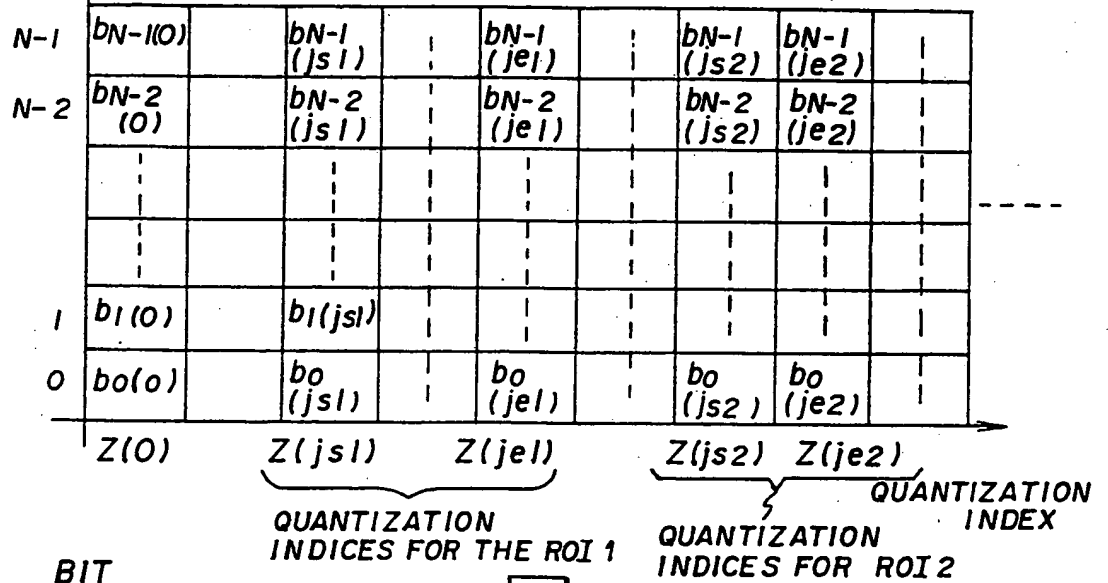 N-1 bN-1(0) bN-1 (js1) bN-1 (je1) bN-1 (js2) bN-1 (je2)
N-2 bN-2 (0) bN-2 (js1) bN-2 (je1) bN-2 (js2) bN-2 (je2)
1 b1(0) b1(js1)
0 b0(0) b0 (js1) b0 (je1) b0 (js2) b0 (je2)
Z(0) Z(js1) Z(je1) Z(js2) Z(je2)
QUANTIZATION INDEX
QUANTIZATION
INDICES FOR THE ROI 1
QUANTIZATION
INDICES FOR ROI 2
BIT